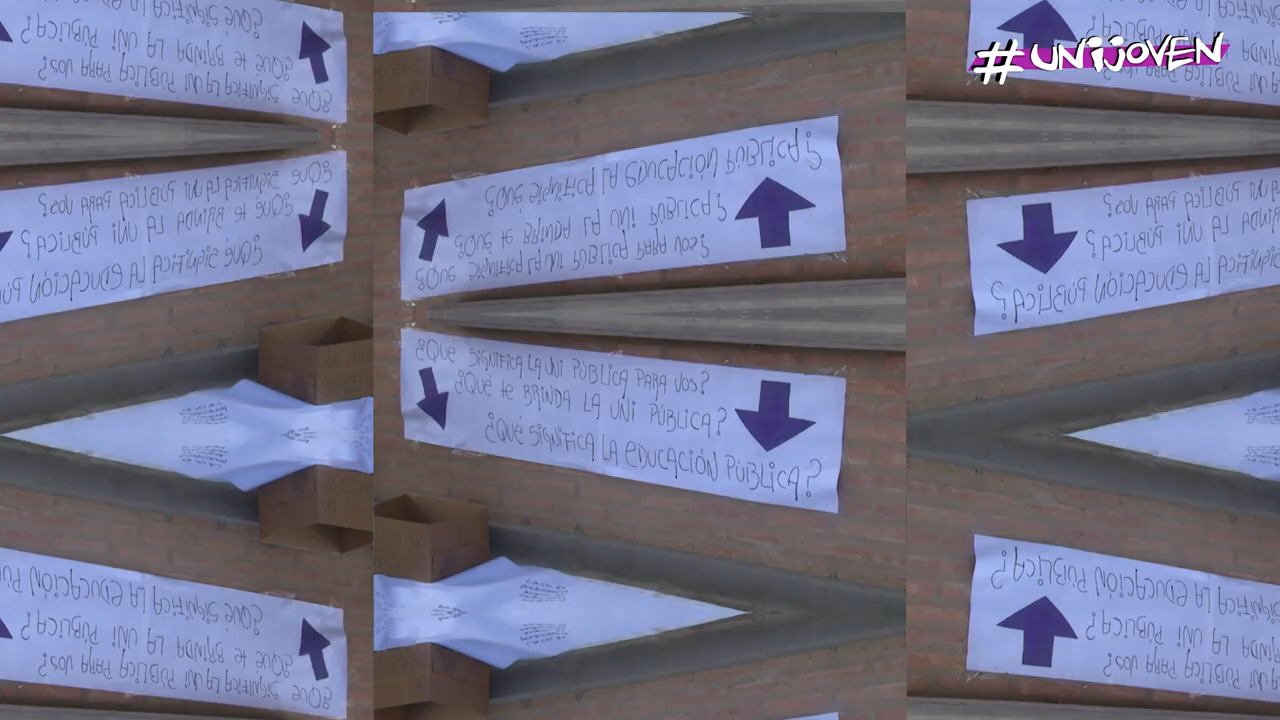 #UNIJOVEN
¿QUÉ SIGNIFICA LA UNI PÚBLICA PARA VOS?
¿QUÉ te BRINDA LA UNI PÚBLICA?
¿QUÉ SIGNIFICA LA eDUCACIÓN PÚBLICA?